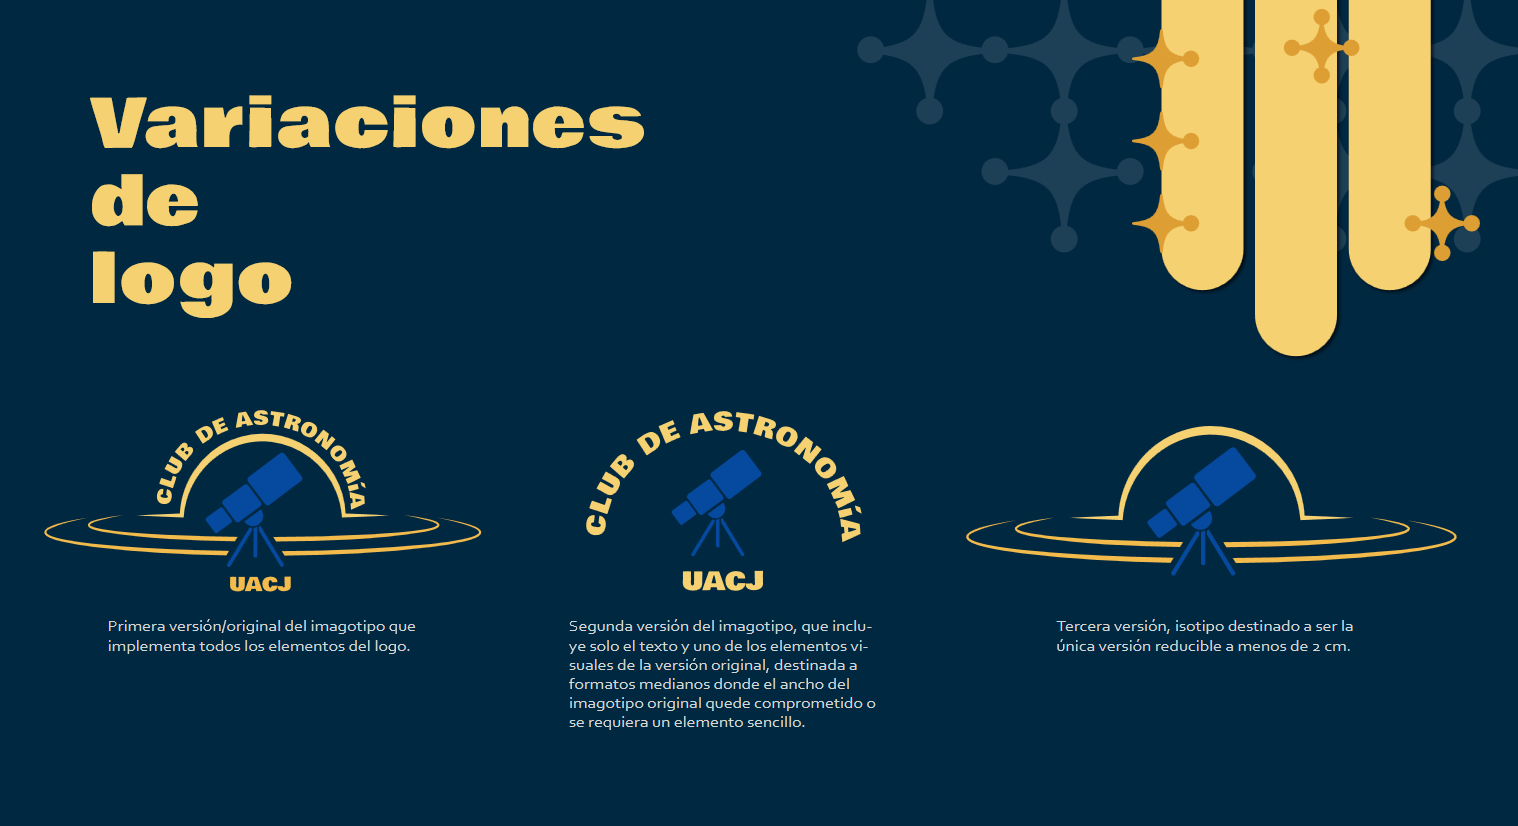 Variaciones
de
logo
CLUB DE ASTRONOMíA
UACJ
Primera versión/original del imagotipo que
implementa todos los elementos del logo.
CLUB DE ASTRONOMíA
UACJ
Segunda versión del imagotipo, que inclu-
ye solo el texto y uno de los elementos vi-
suales de la versión original, destinada a
formatos medianos donde el ancho del
imagotipo original quede comprometido o
se requiera un elemento sencillo.
Tercera versión, isotipo destinado a ser la
única versión reducible a menos de 2 cm.